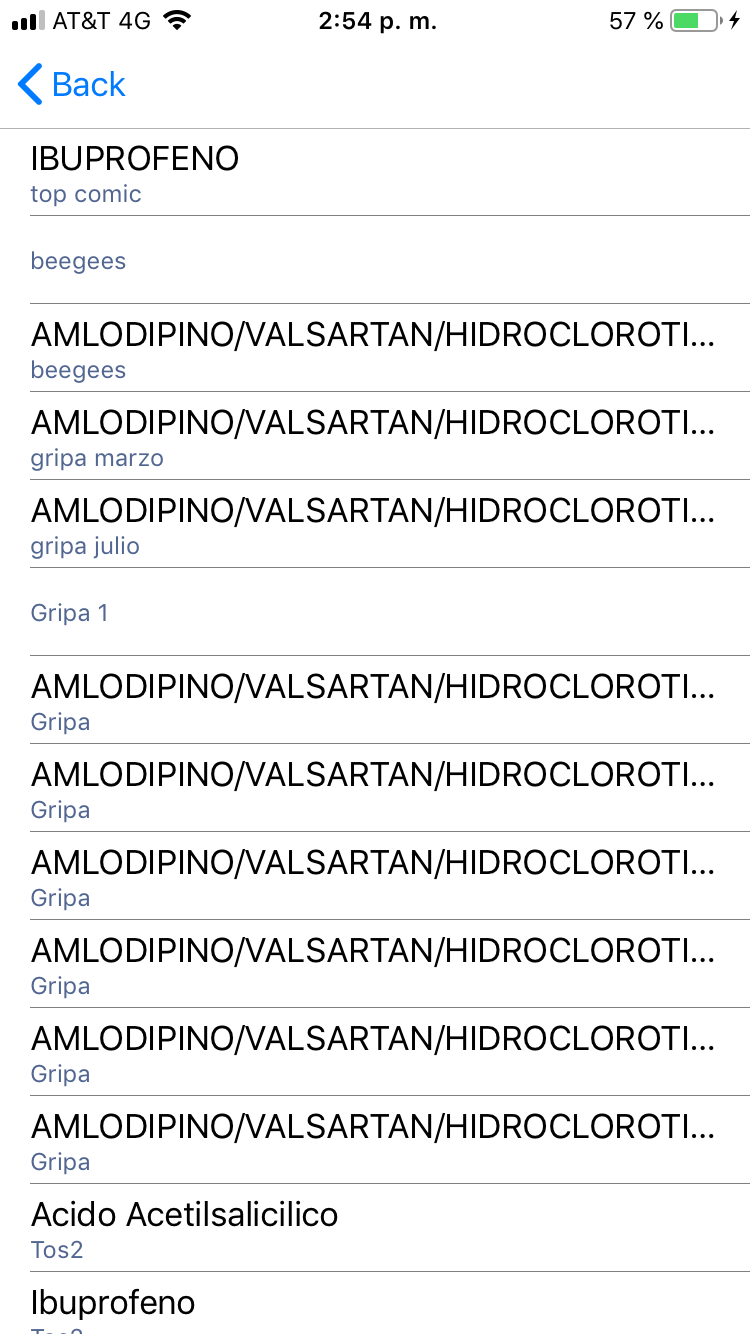 AT&T 4G 2:54 p. m. 57 %
Back
IBUPROFENO
top comic
beegees
AMLODIPINO/VALSARTAN/HIDROCLOROTI...
beegees
AMLODIPINO/VALSARTAN/HIDROCLOROTI...
gripa marzo
AMLODIPINO/VALSARTAN/HIDROCLOROTI...
gripa julio
Gripa 1
AMLODIPINO/VALSARTAN/HIDROCLOROTI...
Gripa
AMLODIPINO/VALSARTAN/HIDROCLOROTI...
Gripa
AMLODIPINO/VALSARTAN/HIDROCLOROTI...
Gripa
AMLODIPINO/VALSARTAN/HIDROCLOROTI...
Gripa
AMLODIPINO/VALSARTAN/HIDROCLOROTI...
Gripa
AMLODIPINO/VALSARTAN/HIDROCLOROTI...
Gripa
Acido Acetilsalicilico
Tos2
Ibuprofeno